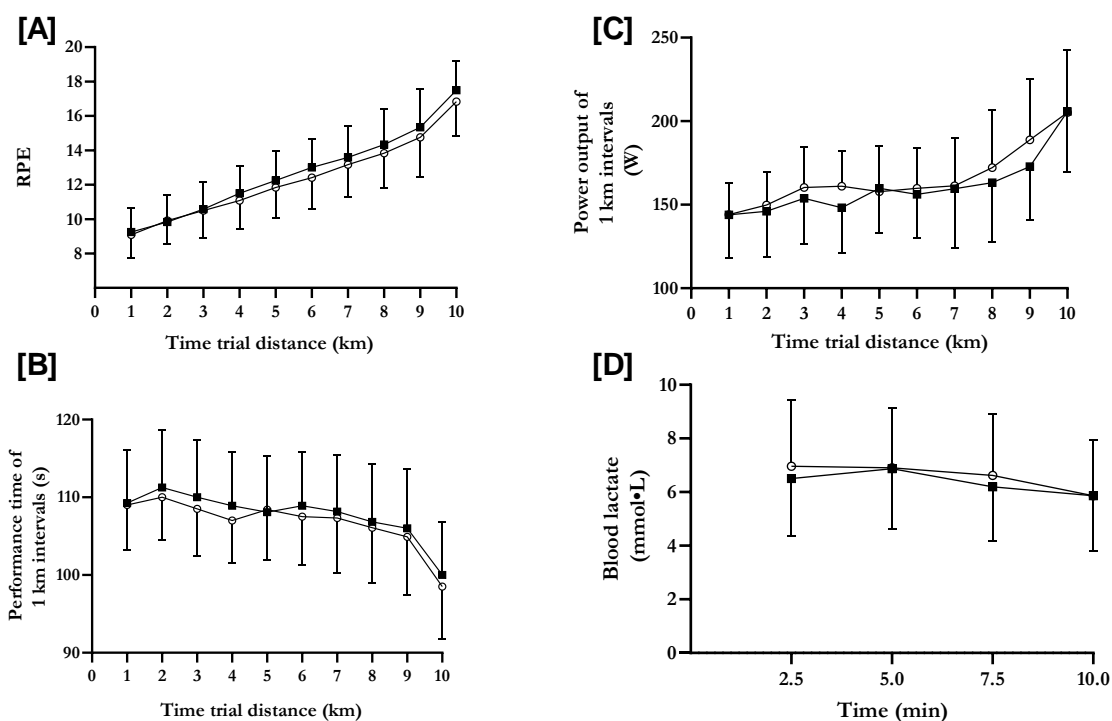 [A]
20
18
16
14
12
10
8
RPE
0 1 2 3 4 5 6 7 8 9 10
Time trial distance (km)
[C]
250
200
150
100
Power output of
1 km intervals
(W)
0 1 2 3 4 5 6 7 8 9 10
Time trial distance (km)
[B]
120
110
100
90
Performance time of
1 km intervals (s)
0 1 2 3 4 5 6 7 8 9 10
Time trial distance (km)
[D]
10
8
6
4
2
0
Blood lactate
(mmol•L)
2.5 5.0 7.5 10.0
Time (min)